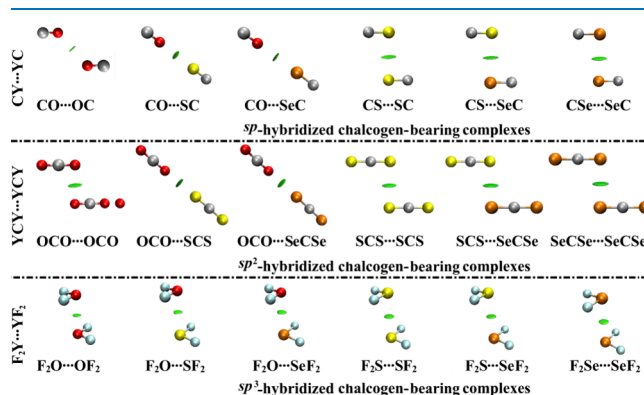 CY···YC
CO···OC CO···SC CO···SeC CS···SC CS···SeC CSe···SeC
sp-hybridized chalcogen-bearing complexes
YCY···YCY
OCO···OCO OCO···SCS OCO···SeCSe SCS···SCS SCS···SeCSe SeCSe···SeCSe
sp²-hybridized chalcogen-bearing complexes
F₂Y···YF₂
F₂O···OF₂ F₂O···SF₂ F₂O···SeF₂ F₂S···SF₂ F₂S···SeF₂ F₂Se···SeF₂
sp³-hybridized chalcogen-bearing complexes